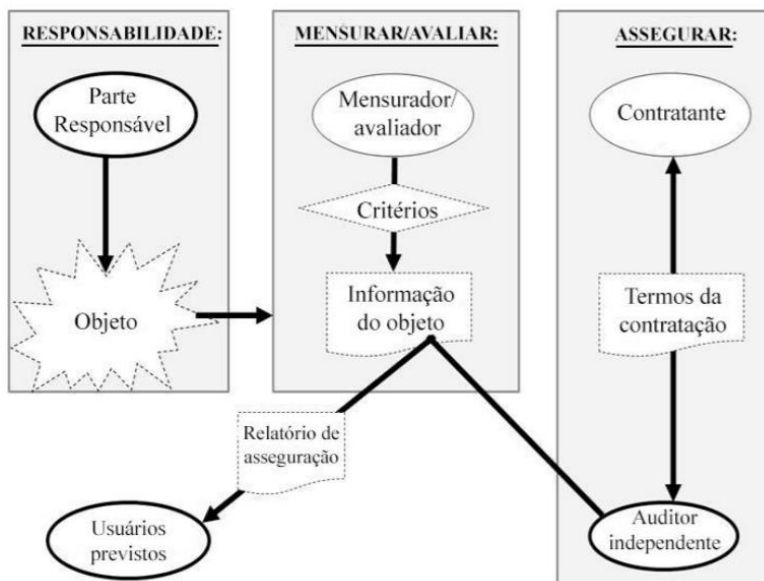 RESPONSABILIDADE:
Parte
Responsável
Objeto
MENSURAR/AVALIAR:
Mensurador/
avaliador
Critérios
Informação
do objeto
ASSEGURAR:
Contratante
Termos da
contratação
Relatório de
asseguração
Usuários
previstos
Auditor
independente